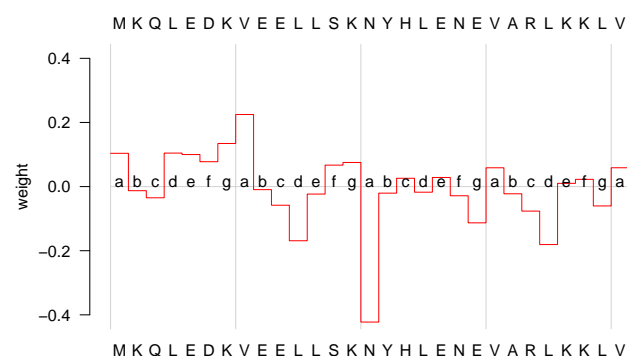 M K Q L E D K V E E L L S K N Y H L E N E V A R L K K L V
0.4
0.2
0.0
−0.2
−0.4
weight
a b c d e f g a b c d e f g a b c d e f g a b c d e f g a
M K Q L E D K V E E L L S K N Y H L E N E V A R L K K L V